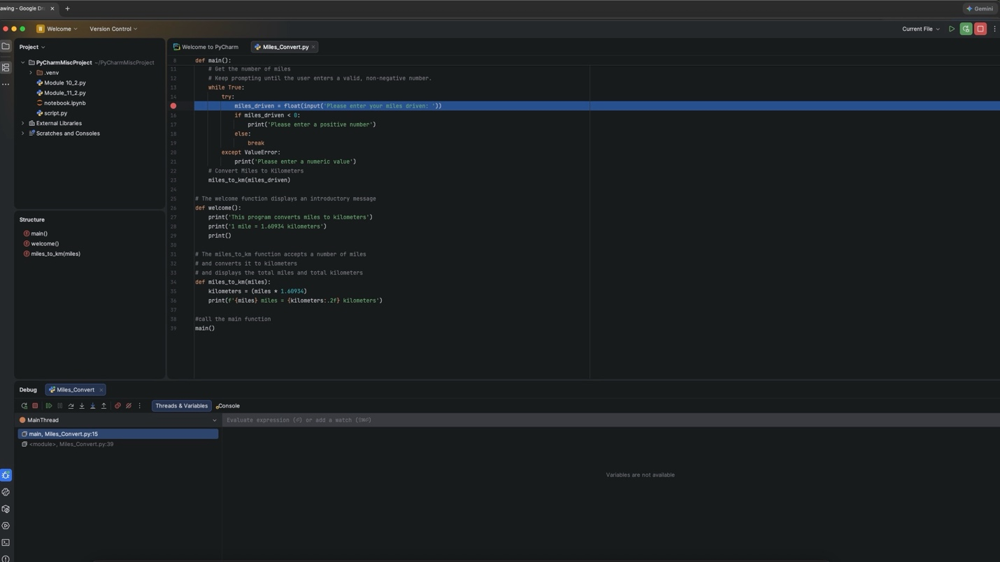 awing - Google Dr
Gemini
Welcome
Version Control
Current File
Project
PyCharmMiscProject ~/PyCharmMiscProject
.venv
Module 10_2.py
Module_11_2.py
notebook.ipynb
script.py
External Libraries
Scratches and Consoles
Structure
main()
welcome()
miles_to_km(miles)
Welcome to PyCharm
Miles_Convert.py
8 def main():
11 # Get the number of miles
12 # Keep prompting until the user enters a valid, non-negative number.
13 while True:
14 try:
miles_driven = float(input('Please enter your miles driven: '))
16 if miles_driven < 0:
17 print('Please enter a positive number')
18 else:
19 break
20 except ValueError:
21 print('Please enter a numeric value')
22 # Convert Miles to Kilometers
23 miles_to_km(miles_driven)
24
25 # The welcome function displays an introductory message
26 def welcome():
27 print('This program converts miles to kilometers')
28 print('1 mile = 1.60934 kilometers')
29 print()
30
31 # The miles_to_km function accepts a number of miles
32 # and converts it to kilometers
33 # and displays the total miles and total kilometers
34 def miles_to_km(miles):
35 kilometers = (miles * 1.60934)
36 print(f'{miles} miles = {kilometers:.2f} kilometers')
37
38 #call the main function
39 main()
Debug
Miles_Convert
Threads & Variables
Console
MainThread
Evaluate expression (⏎) or add a watch (⇧⌘⏎)
main, Miles_Convert.py:15
<module>, Miles_Convert.py:39
Variables are not available